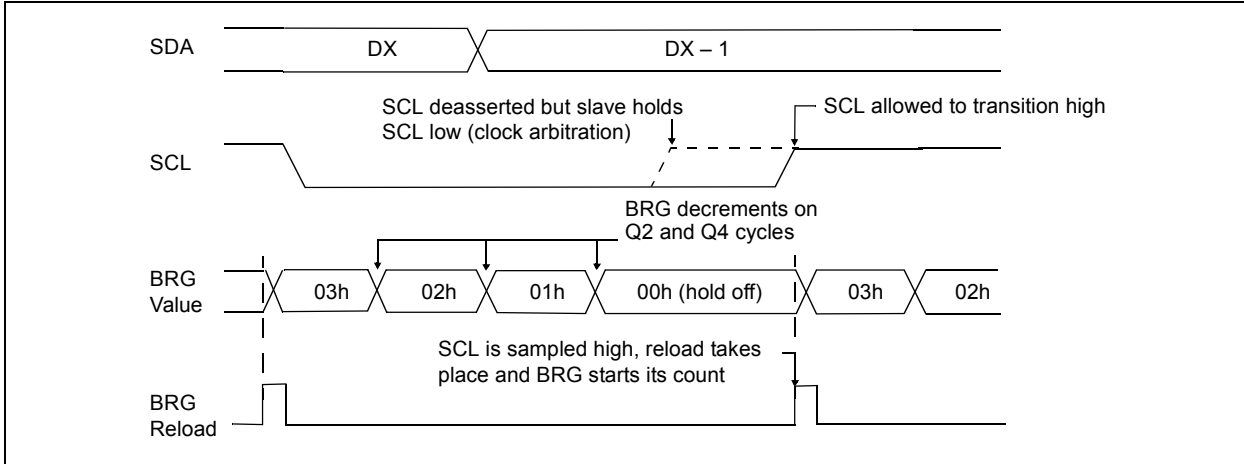 SDA
DX
DX – 1
SCL deasserted but slave holds
SCL low (clock arbitration)
SCL allowed to transition high
SCL
BRG decrements on
Q2 and Q4 cycles
BRG
Value
03h
02h
01h
00h (hold off)
03h
02h
SCL is sampled high, reload takes
place and BRG starts its count
BRG
Reload